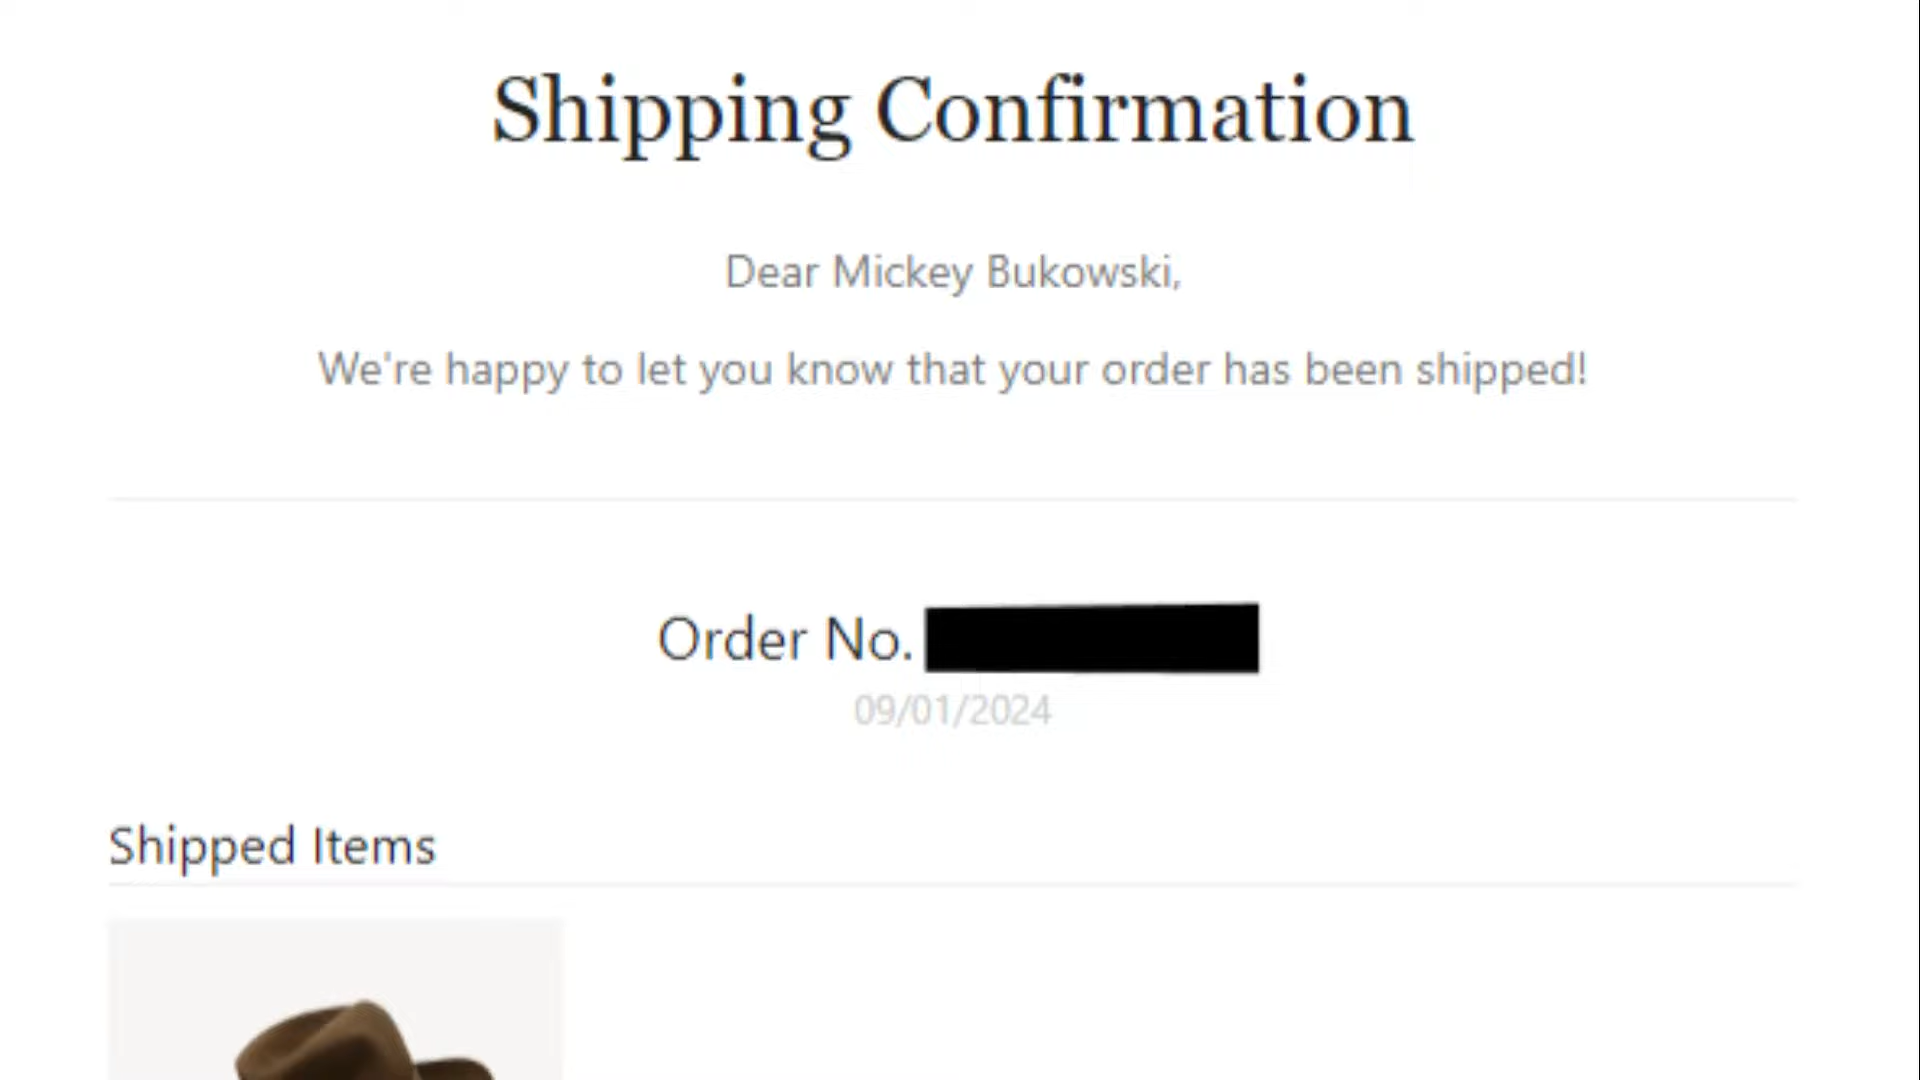 Shipping Confirmation
Dear Mickey Bukowski,
We're happy to let you know that your order has been shipped!
Order No.
09/01/2024
Shipped Items